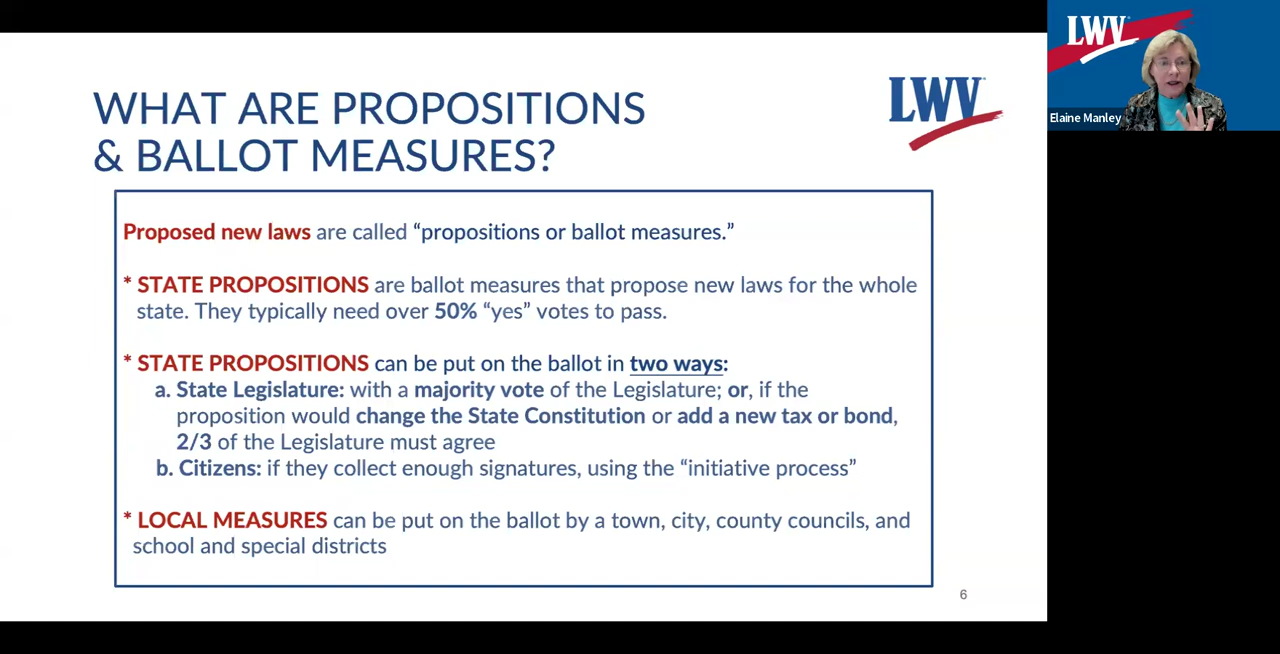 WHAT ARE PROPOSITIONS
& BALLOT MEASURES?
LWV
Proposed new laws are called “propositions or ballot measures.”
* STATE PROPOSITIONS are ballot measures that propose new laws for the whole
state. They typically need over 50% “yes” votes to pass.
* STATE PROPOSITIONS can be put on the ballot in two ways:
a. State Legislature: with a majority vote of the Legislature; or, if the
proposition would change the State Constitution or add a new tax or bond,
2/3 of the Legislature must agree
b. Citizens: if they collect enough signatures, using the “initiative process”
* LOCAL MEASURES can be put on the ballot by a town, city, county councils, and
school and special districts
6
LWV
Elaine Manley